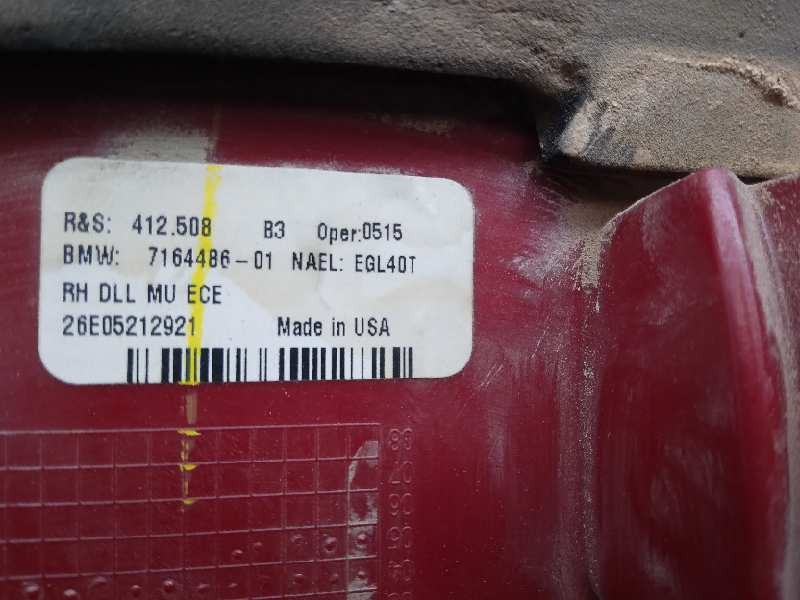 R&S: 412.508 B3 Oper:0515
BMW: 7164486-01 NAEL: EGL40T
RH DLL MU ECE
26E05212921 Made in USA